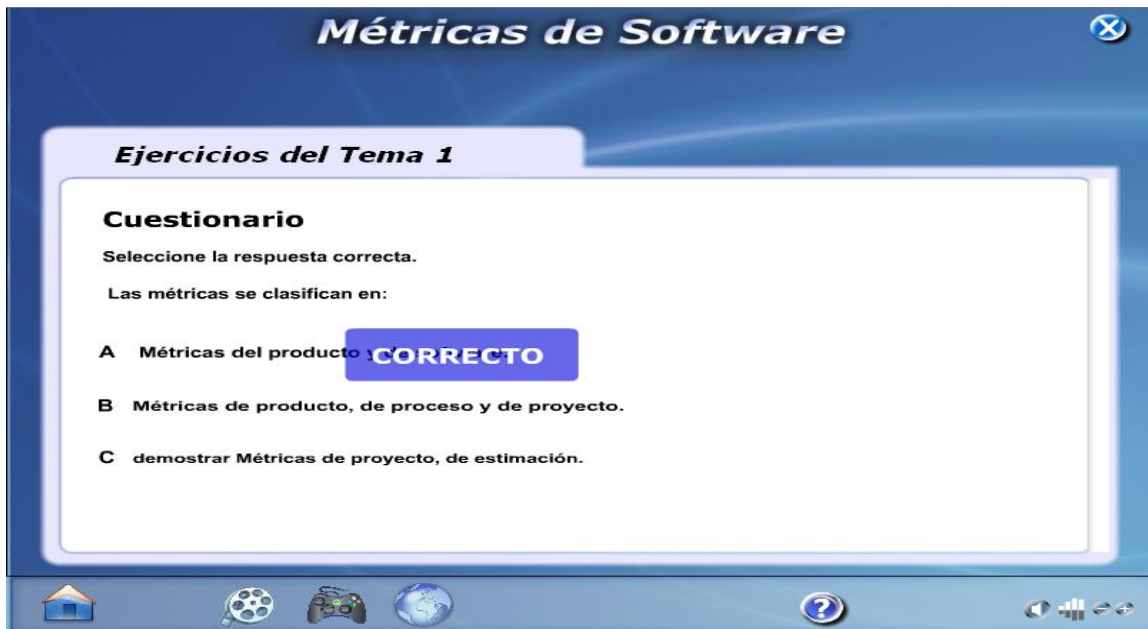 Métricas de Software
Ejercicios del Tema 1
Cuestionario
Seleccione la respuesta correcta.
Las métricas se clasifican en:
A Métricas del producto y
CORRECTO
B Métricas de producto, de proceso y de proyecto.
C demostrar Métricas de proyecto, de estimación.